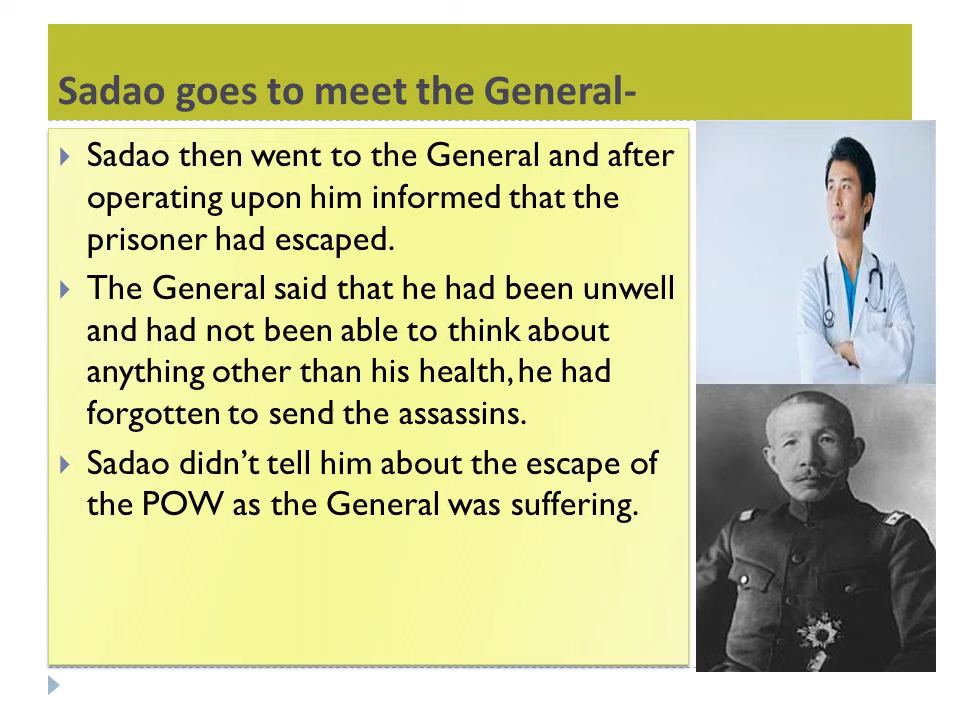 Sadao goes to meet the General-
Sadao then went to the General and after
operating upon him informed that the
prisoner had escaped.
The General said that he had been unwell
and had not been able to think about
anything other than his health, he had
forgotten to send the assassins.
Sadao didn’t tell him about the escape of
the POW as the General was suffering.